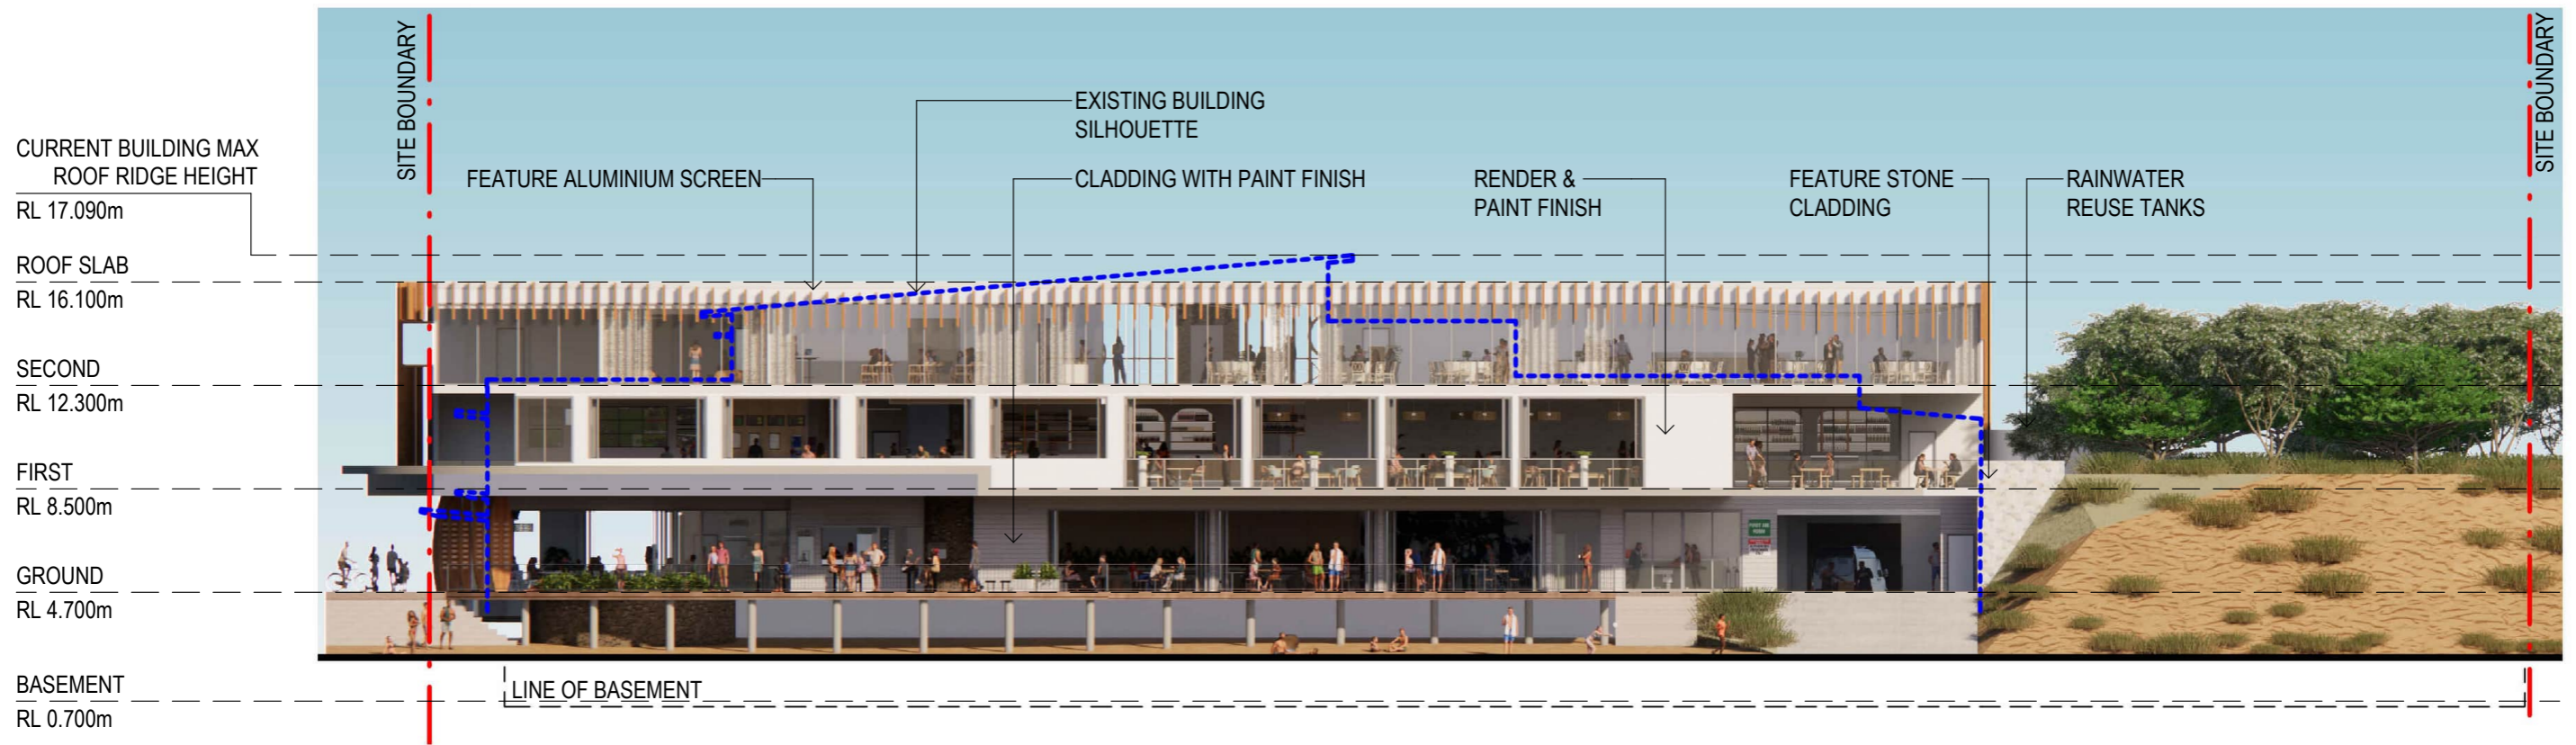 SITE BOUNDARY
SITE BOUNDARY
EXISTING BUILDING
SILHOUETTE
CURRENT BUILDING MAX
ROOF RIDGE HEIGHT
RL 17.090m
FEATURE ALUMINIUM SCREEN
CLADDING WITH PAINT FINISH
RENDER &
PAINT FINISH
FEATURE STONE
CLADDING
RAINWATER
REUSE TANKS
ROOF SLAB
RL 16.100m
SECOND
RL 12.300m
FIRST
RL 8.500m
GROUND
RL 4.700m
BASEMENT
RL 0.700m
LINE OF BASEMENT